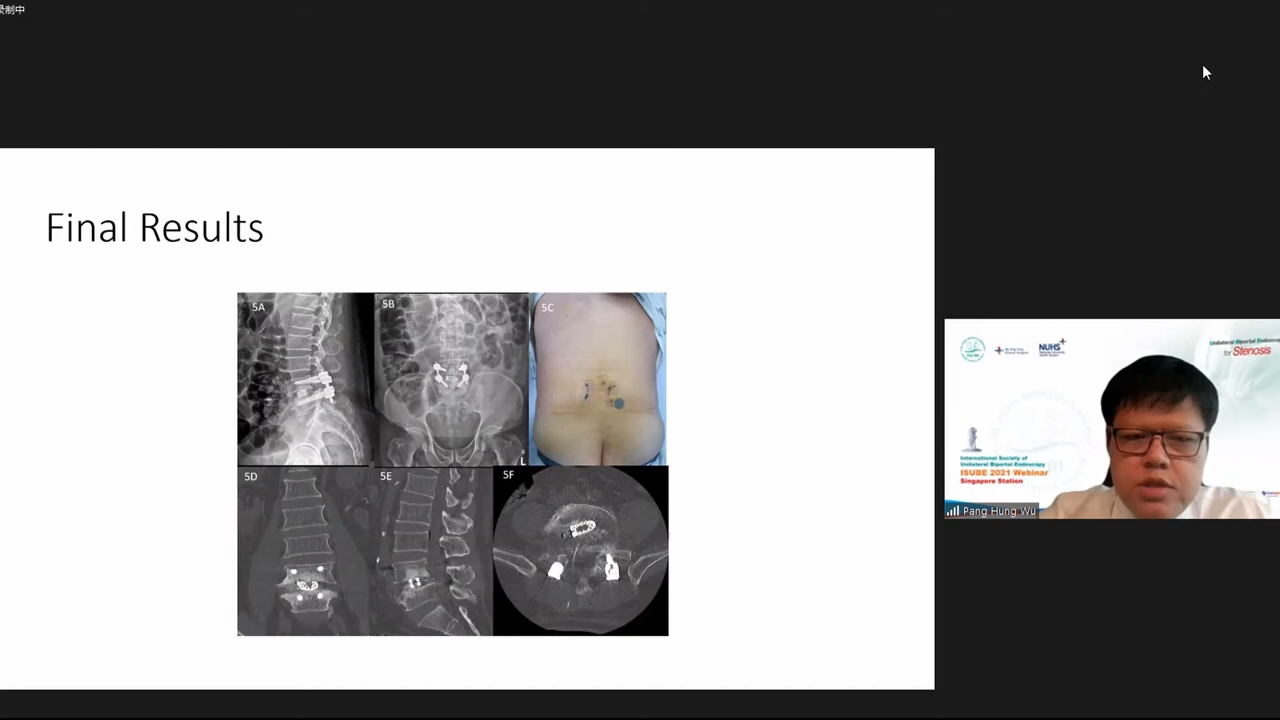 录制中
Final Results
5A
5B
5C
L
5D
5E
5F
NUHS
Unilateral Biportal Endoscopy
for Stenosis
International Society of
Unilateral Biportal Endoscopy
ISUBE 2021 Webinar
Singapore Station
Pang Hung Wu